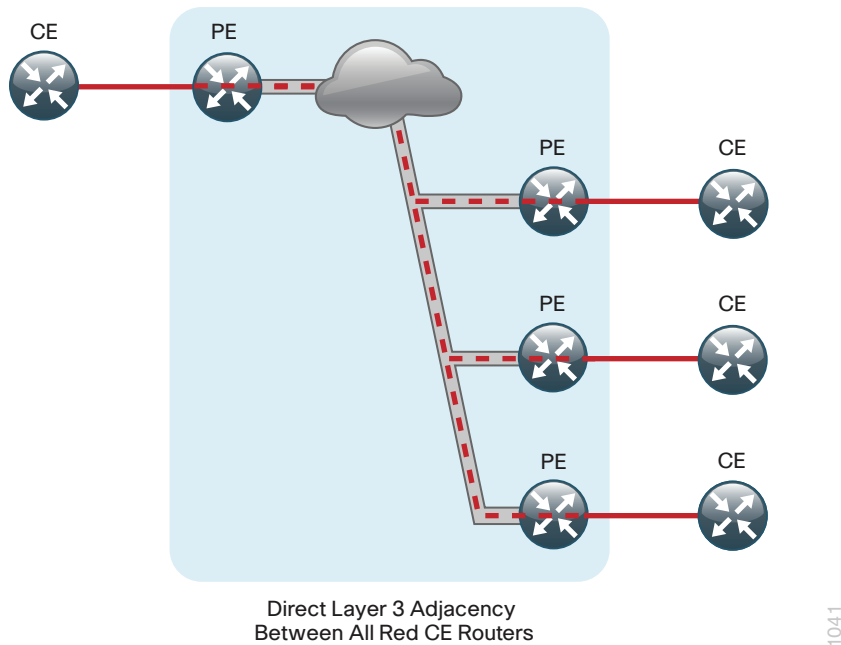 CE
PE
PE
CE
PE
CE
PE
CE
Direct Layer 3 Adjacency
Between All Red CE Routers
1041